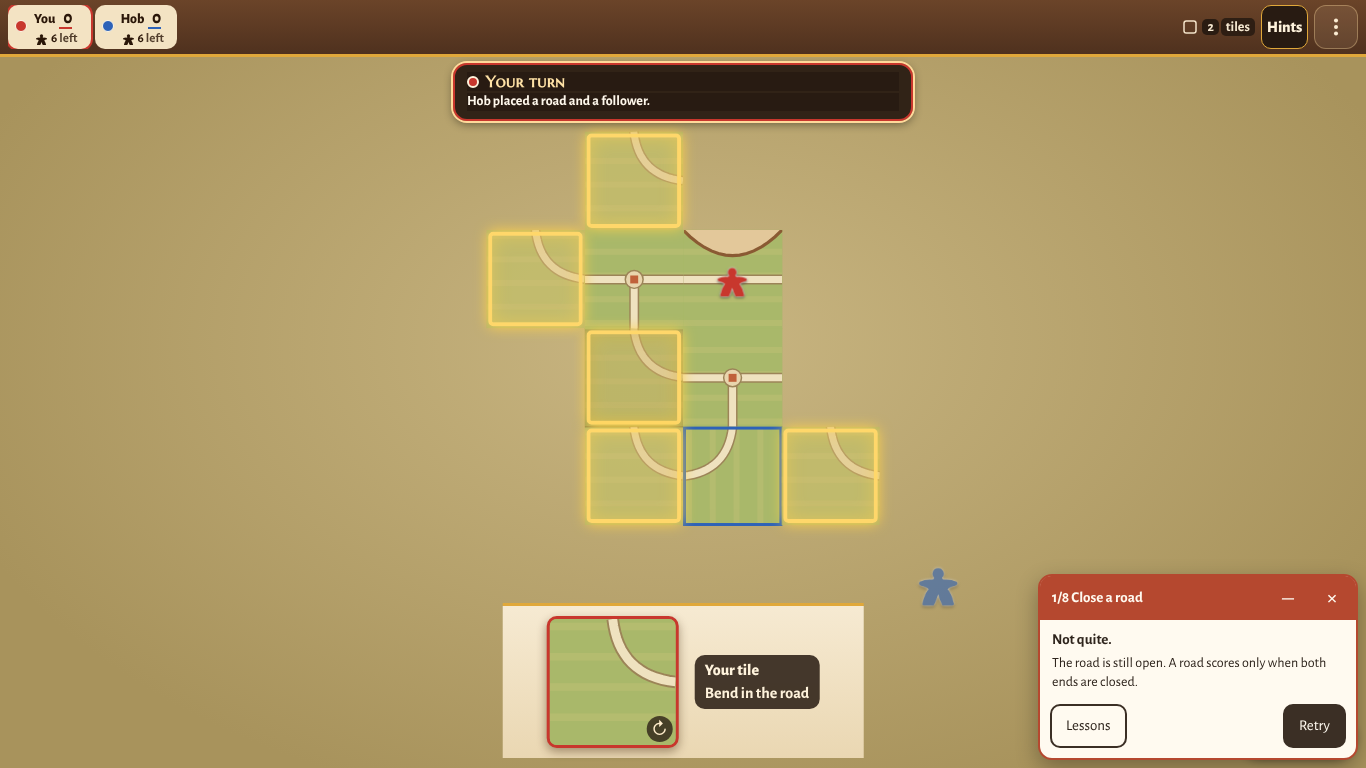 You 0
6 left
Hob 0
6 left
2 tiles
Hints
Your turn
Hob placed a road and a follower.
Your tile
Bend in the road
1/8 Close a road
Not quite.
The road is still open. A road scores only when both
ends are closed.
Lessons
Retry